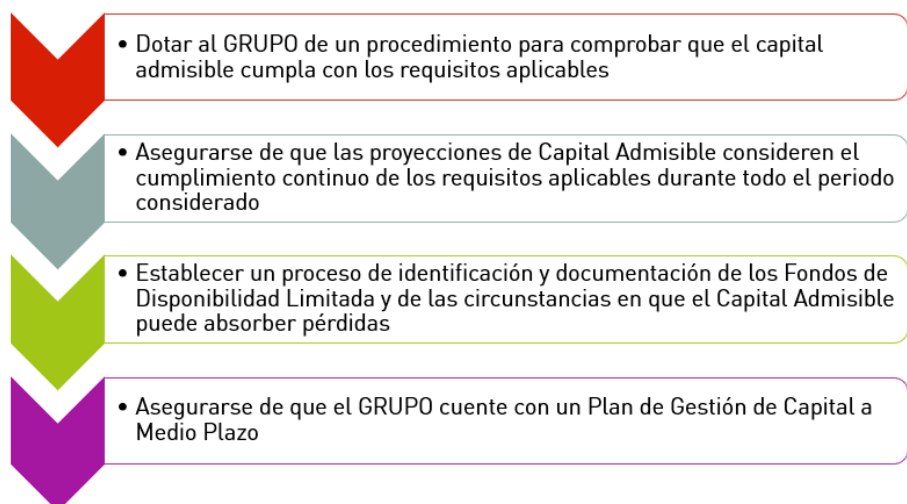 • Dotar al GRUPO de un procedimiento para comprobar que el capital
admisible cumpla con los requisitos aplicables
• Asegurarse de que las proyecciones de Capital Admisible consideren el
cumplimiento continuo de los requisitos aplicables durante todo el periodo
considerado
• Establecer un proceso de identificación y documentación de los Fondos de
Disponibilidad Limitada y de las circunstancias en que el Capital Admisible
puede absorber pérdidas
• Asegurarse de que el GRUPO cuente con un Plan de Gestión de Capital a
Medio Plazo